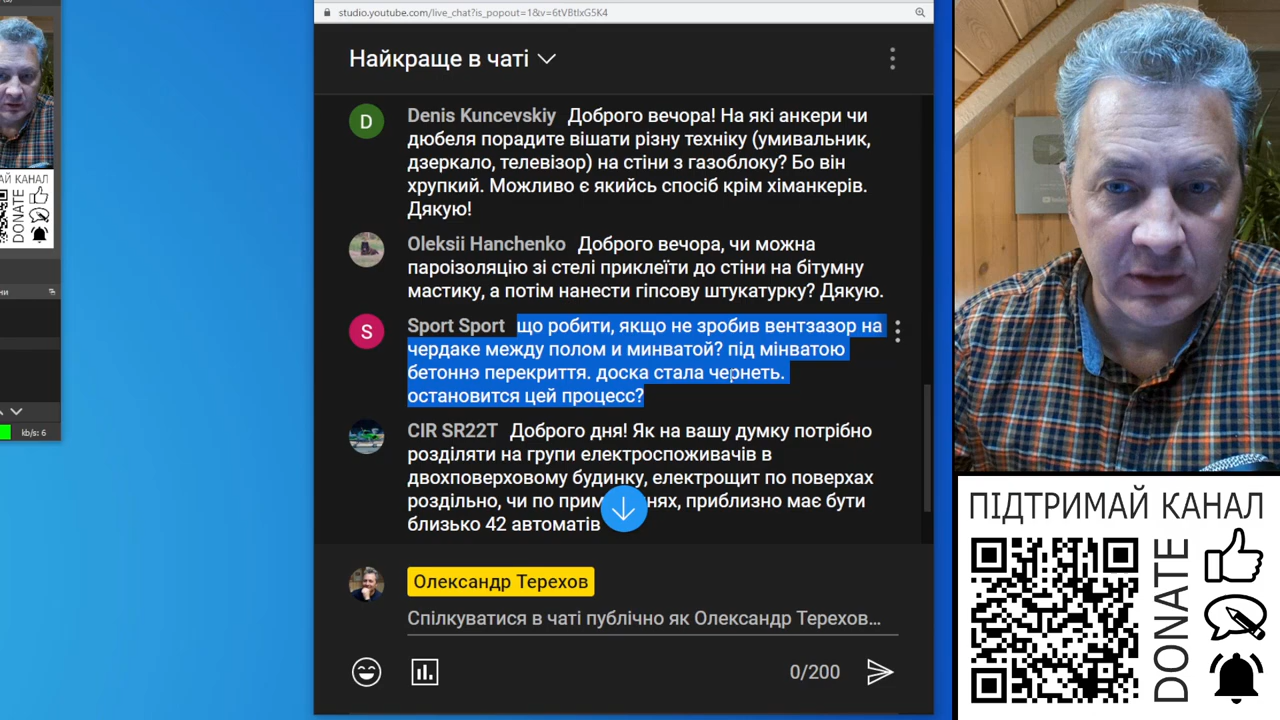 studio.youtube.com/live_chat?is_popout=1&v=6tVBtIxG5K4
Найкраще в чаті
D
Denis Kuncevskiy Доброго вечора! На які анкери чи
дюбеля порадите вішати різну техніку (умивальник,
дзеркало, телевізор) на стіни з газоблоку? Бо він
хрупкий. Можливо є якийсь спосіб крім хіманкерів.
Дякую!
Oleksii Hanchenko Доброго вечора, чи можна
пароізоляцію зі стелі приклеїти до стіни на бітумну
мастику, а потім нанести гіпсову штукатурку? Дякую.
S
Sport Sport що робити, якщо не зробив вентзазор на
чердаке между полом и минватой? під мінватою
бетоннэ перекриття. доска стала чернеть.
остановится цей процесс?
CIR SR22T Доброго дня! Як на вашу думку потрібно
розділяти на групи електроспоживачів в
двохповерховому будинку, електрощит по поверхах
роздільно, чи по прим нях, приблизно має бути
близько 42 автоматів
Олександр Терехов
Спілкуватися в чаті публічно як Олександр Терехов…
0/200
ПІДТРИМАЙ КАНАЛ
DONATE
АЙ КАНАЛ
DONATE
ни
kb/s: 6